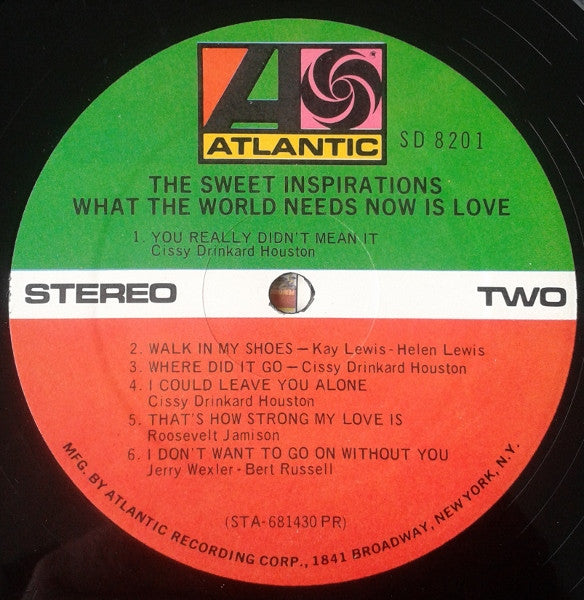 ATLANTIC
SD 8201
THE SWEET INSPIRATIONS
WHAT THE WORLD NEEDS NOW IS LOVE
1. YOU REALLY DIDN'T MEAN IT
Cissy Drinkard Houston
STEREO
TWO
2. WALK IN MY SHOES — Kay Lewis - Helen Lewis
3. WHERE DID IT GO — Cissy Drinkard Houston
4. I COULD LEAVE YOU ALONE
Cissy Drinkard Houston
5. THAT'S HOW STRONG MY LOVE IS
Roosevelt Jamison
6. I DON'T WANT TO GO ON WITHOUT YOU
Jerry Wexler - Bert Russell
(STA-681430 PR)
MFG. BY ATLANTIC RECORDING CORP., 1841 BROADWAY, NEW YORK, N.Y.